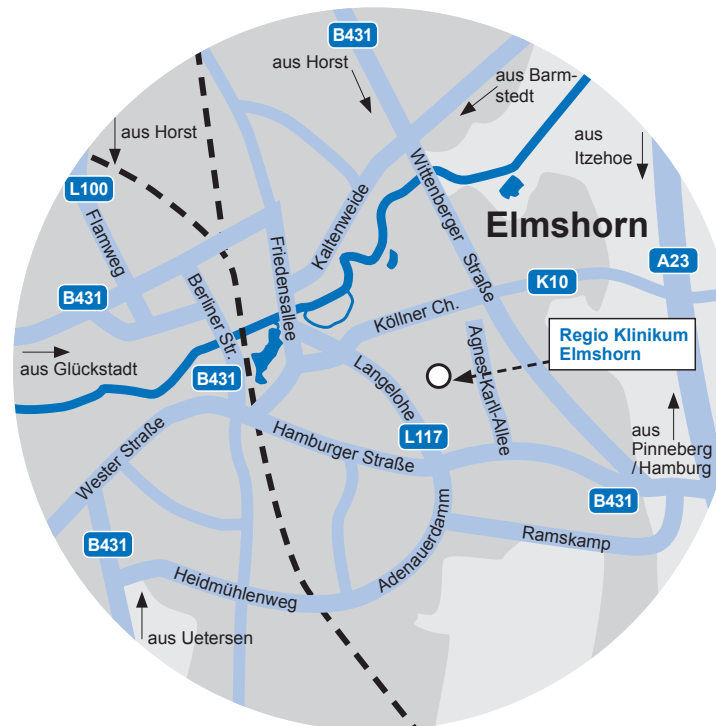 B431
aus Horst
aus Barm-
stedt
aus Horst
aus
Itzehoe
L100
Flamweg
Wittenberger Straße
Kaltenweide
Elmshorn
Friedensallee
A23
K10
B431
Berliner Str.
Köllner Ch.
Agnes-Karll-Allee
Regio Klinikum
Elmshorn
aus Glückstadt
B431
Langelohe
L117
Hamburger Straße
aus
Pinneberg
/Hamburg
Wester Straße
B431
B431
Ramskamp
Adenauerdamm
Heidmühlenweg
aus Uetersen